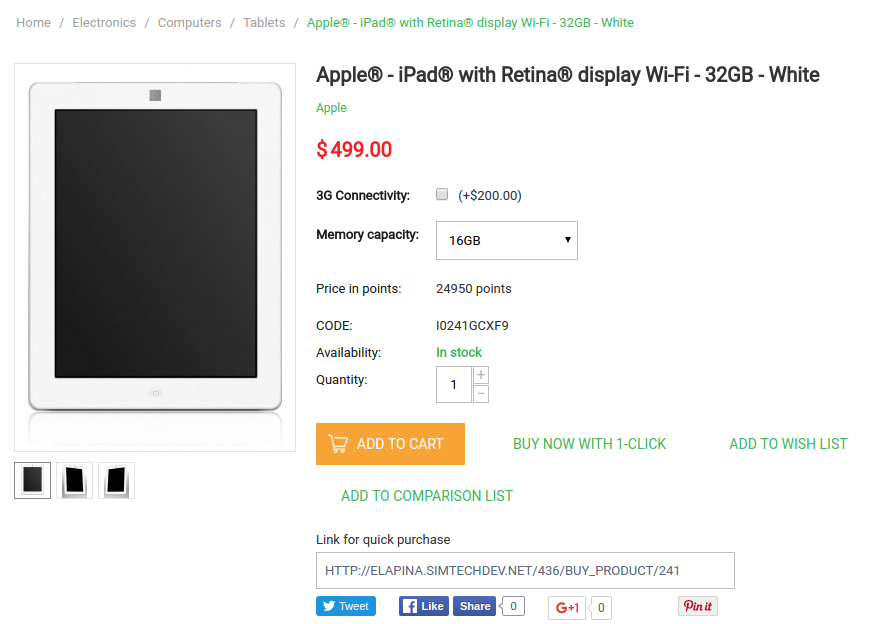 Home / Electronics / Computers / Tablets / Apple® - iPad® with Retina® display Wi-Fi - 32GB - White
Apple® - iPad® with Retina® display Wi-Fi - 32GB - White
Apple
$ 499.00
3G Connectivity: (+$200.00)
Memory capacity: 16GB
Price in points: 24950 points
CODE: I0241GCXF9
Availability: In stock
Quantity: 1 + −
ADD TO CART BUY NOW WITH 1-CLICK ADD TO WISH LIST
ADD TO COMPARISON LIST
Link for quick purchase
HTTP://ELAPINA.SIMTECHDEV.NET/436/BUY_PRODUCT/241
Tweet Like Share 0 G+1 0 Pin it